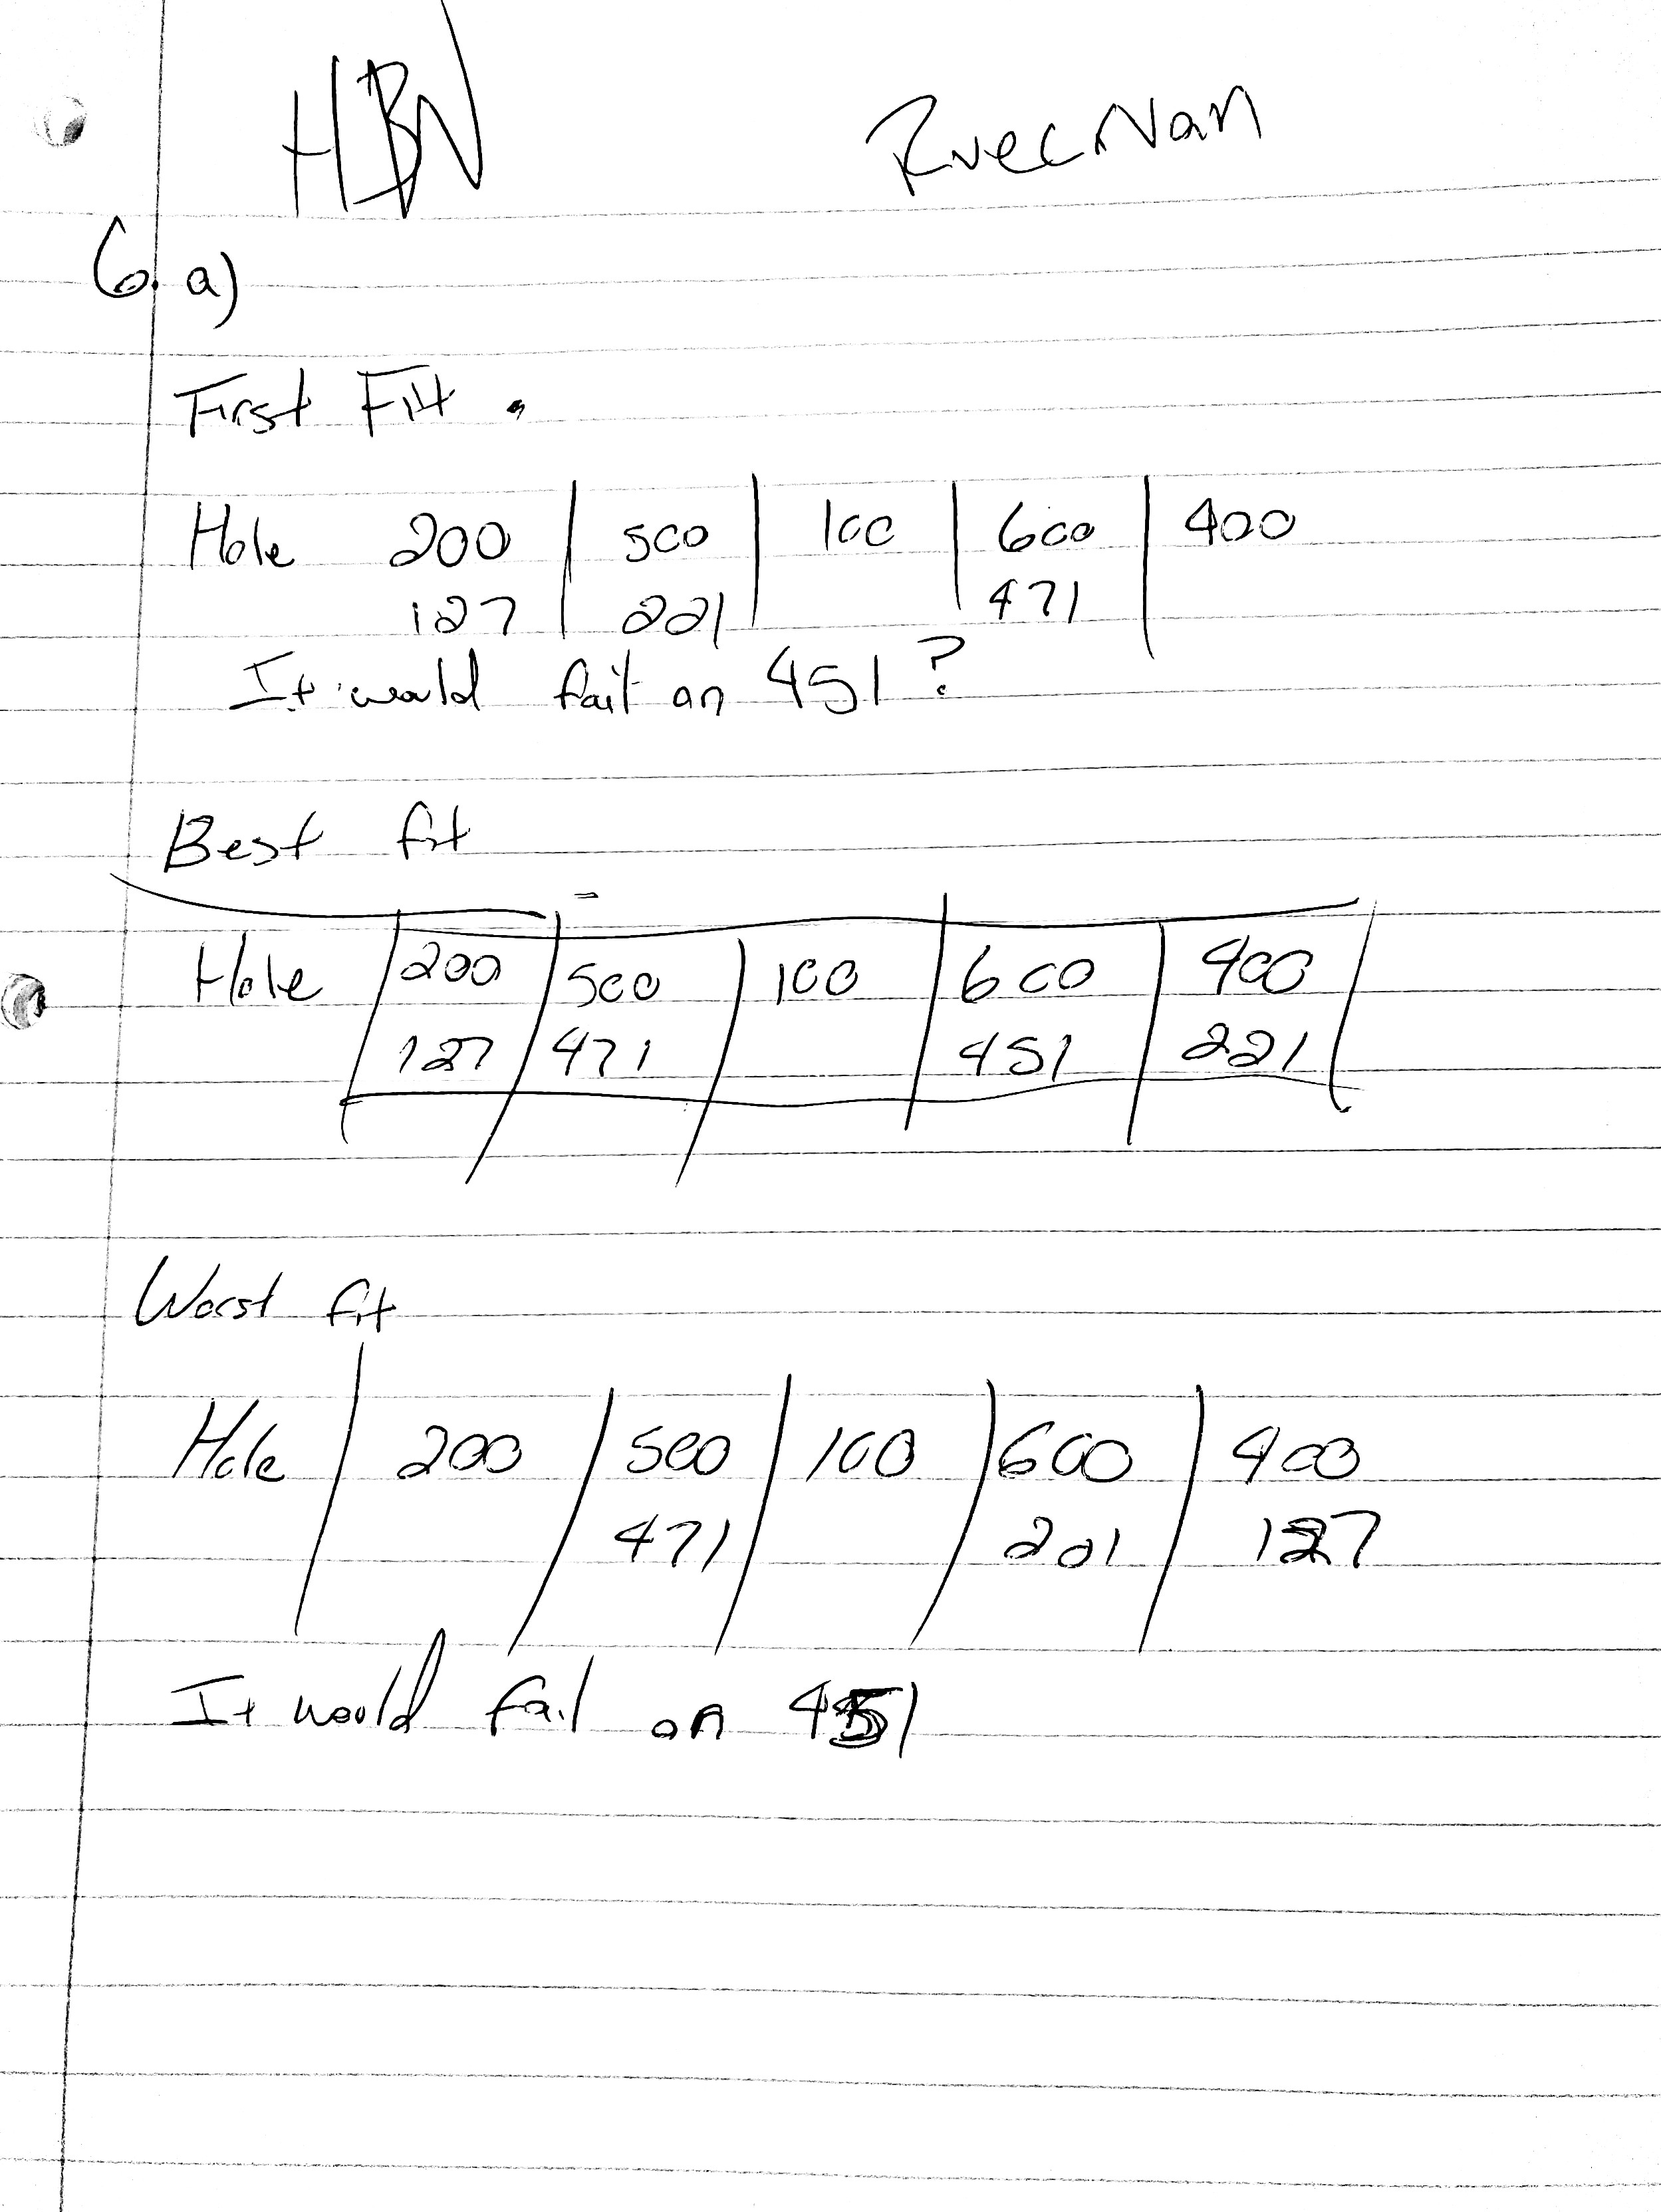 HBN
6. a)
First Fit.
Hole 200 | 500 | 100 | 600 | 400
127 | 221 | | 471 |
It would fail on 451?
Best fit
Hole | 200 | 500 | 100 | 600 | 400 |
127 | 471 | | 451 | 221 |
Worst fit
Hole | 200 | 500 | 100 | 600 | 400
471 | | 221 | 127
It would fail on 451